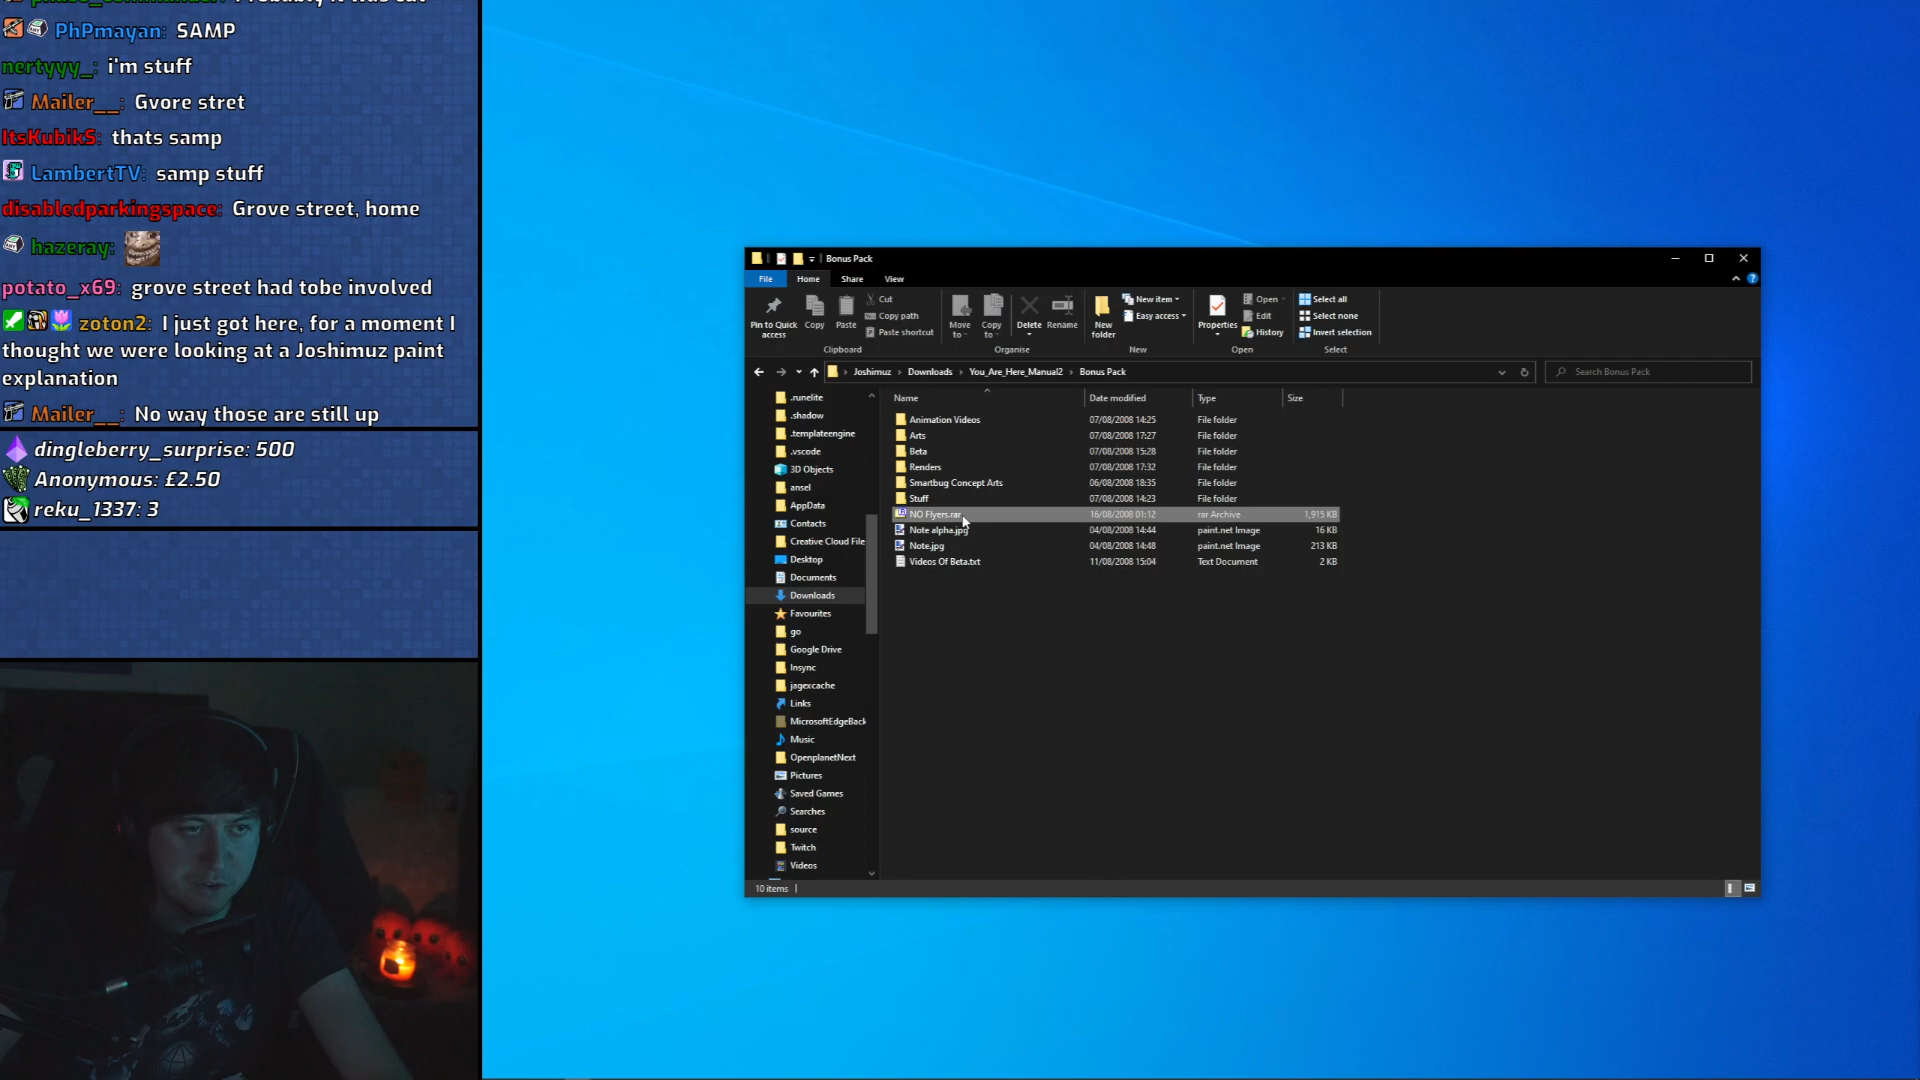 PhPmayan: SAMP
nertyyy_: i'm stuff
Mailer__: Gvore stret
ItsKubikS: thats samp
LambertTV: samp stuff
disabledparkingspace: Grove street, home
hazeray:
potato_x69: grove street had tobe involved
zoton2: I just got here, for a moment I
thought we were looking at a Joshimuz paint
explanation
Mailer__: No way those are still up
dingleberry_surprise: 500
Anonymous: £2.50
reku_1337: 3
Bonus Pack
File Home Share View
Pin to Quick access
Copy
Paste
Cut
Copy path
Paste shortcut
Clipboard
Move to
Copy to
Delete
Rename
Organise
New folder
New item
Easy access
New
Properties
Open
Edit
History
Open
Select all
Select none
Invert selection
Select
Joshimuz > Downloads > You_Are_Here_Manual2 > Bonus Pack
Search Bonus Pack
.runelite
.shadow
.templateengine
.vscode
3D Objects
ansel
AppData
Contacts
Creative Cloud File
Desktop
Documents
Downloads
Favourites
go
Google Drive
Insync
jagexcache
Links
MicrosoftEdgeBack
Music
OpenplanetNext
Pictures
Saved Games
Searches
source
Twitch
Videos
Name Date modified Type Size
Animation Videos 07/08/2008 14:25 File folder
Arts 07/08/2008 17:27 File folder
Beta 07/08/2008 15:28 File folder
Renders 07/08/2008 17:32 File folder
Smartbug Concept Arts 06/08/2008 18:35 File folder
Stuff 07/08/2008 14:23 File folder
NO Flyers.rar 16/08/2008 01:12 rar Archive 1,915 KB
Note alpha.jpg 04/08/2008 14:44 paint.net Image 16 KB
Note.jpg 04/08/2008 14:48 paint.net Image 213 KB
Videos Of Beta.txt 11/08/2008 15:04 Text Document 2 KB
10 items